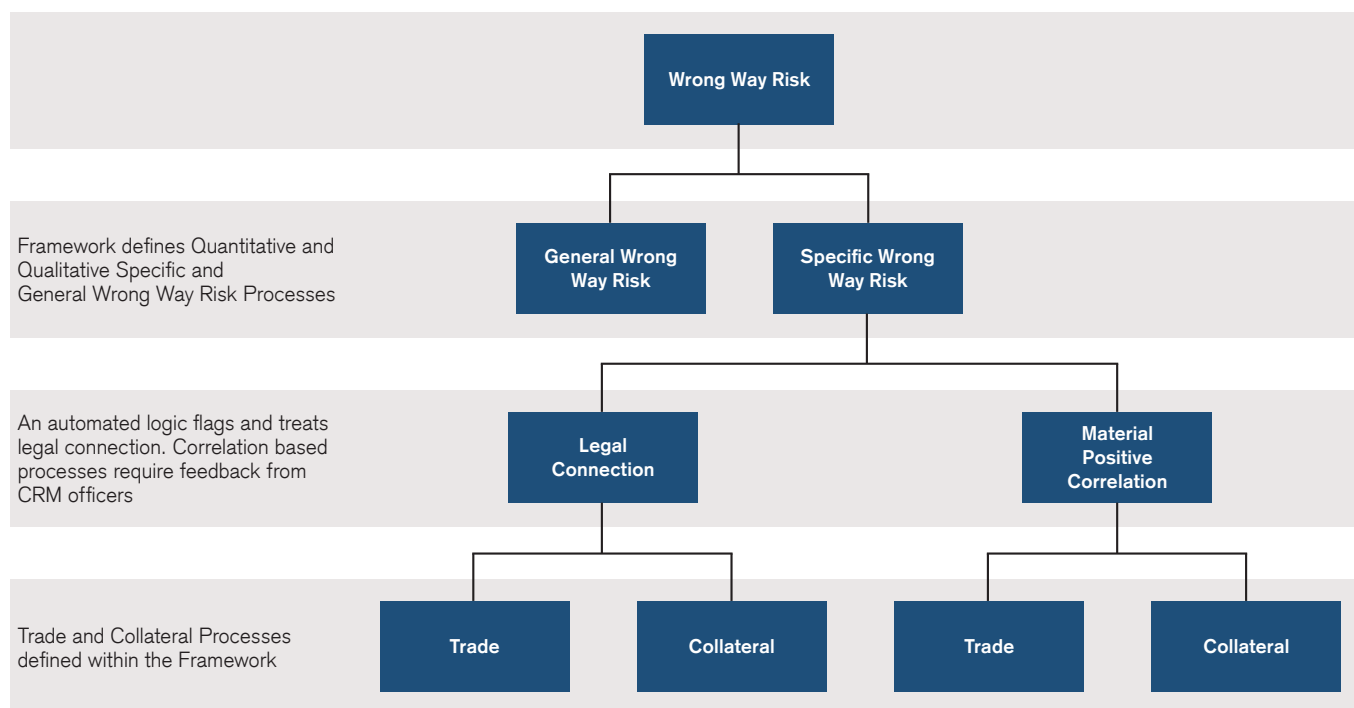 Wrong Way Risk
Framework defines Quantitative and
Qualitative Specific and
General Wrong Way Risk Processes
General Wrong
Way Risk
Specific Wrong
Way Risk
An automated logic flags and treats
legal connection. Correlation based
processes require feedback from
CRM officers
Legal
Connection
Material
Positive
Correlation
Trade and Collateral Processes
defined within the Framework
Trade
Collateral
Trade
Collateral